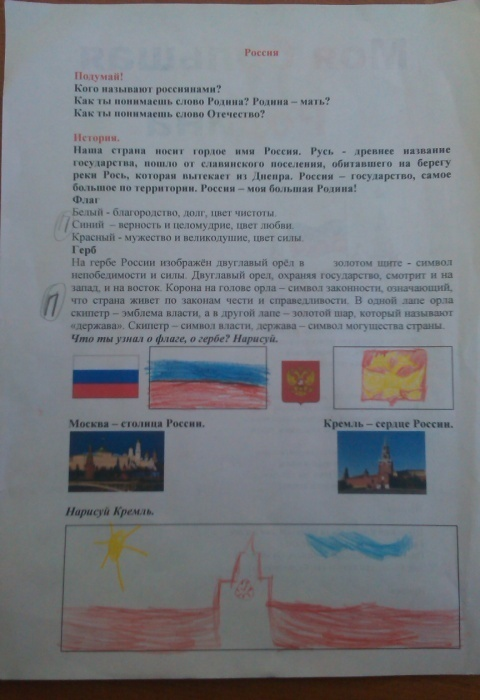 Россия
Подумай!
Кого называют россиянами?
Как ты понимаешь слово Родина? Родина – мать?
Как ты понимаешь слово Отечество?
История.
Наша страна носит гордое имя Россия. Русь - древнее название
государства, пошло от славянского поселения, обитавшего на берегу
реки Рось, которая вытекает из Днепра. Россия – государство, самое
большое по территории. Россия – моя большая Родина!
Флаг
Белый - благородство, долг, цвет чистоты.
П Синий – верность и целомудрие, цвет любви.
Красный - мужество и великодушие, цвет силы.
Герб
На гербе России изображён двуглавый орёл в золотом щите - символ
непобедимости и силы. Двуглавый орел, охраняя государство, смотрит и на
запад, и на восток. Корона на голове орла – символ законности, означающий,
П что страна живет по законам чести и справедливости. В одной лапе орла
скипетр – эмблема власти, а в другой лапе – золотой шар, который называют
«держава». Скипетр – символ власти, держава – символ могущества страны.
Что ты узнал о флаге, о гербе? Нарисуй.
Москва – столица России. Кремль – сердце России.
Нарисуй Кремль.